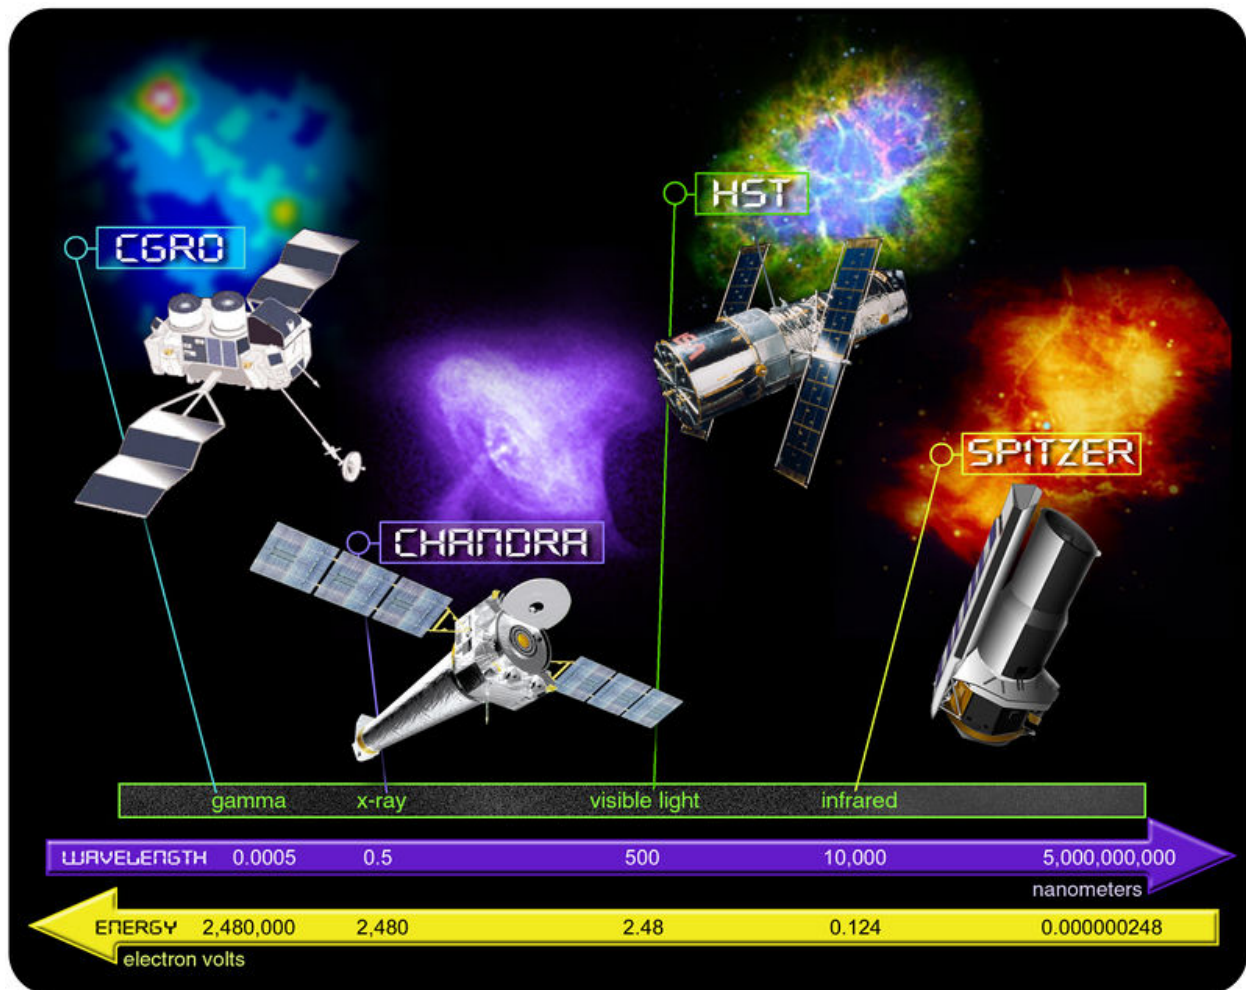 HST
CGRO
SPITZER
CHANDRA
gamma x-ray visible light infrared
WAVELENGTH 0.0005 0.5 500 10,000 5,000,000,000
nanometers
ENERGY 2,480,000 2,480 2.48 0.124 0.000000248
electron volts